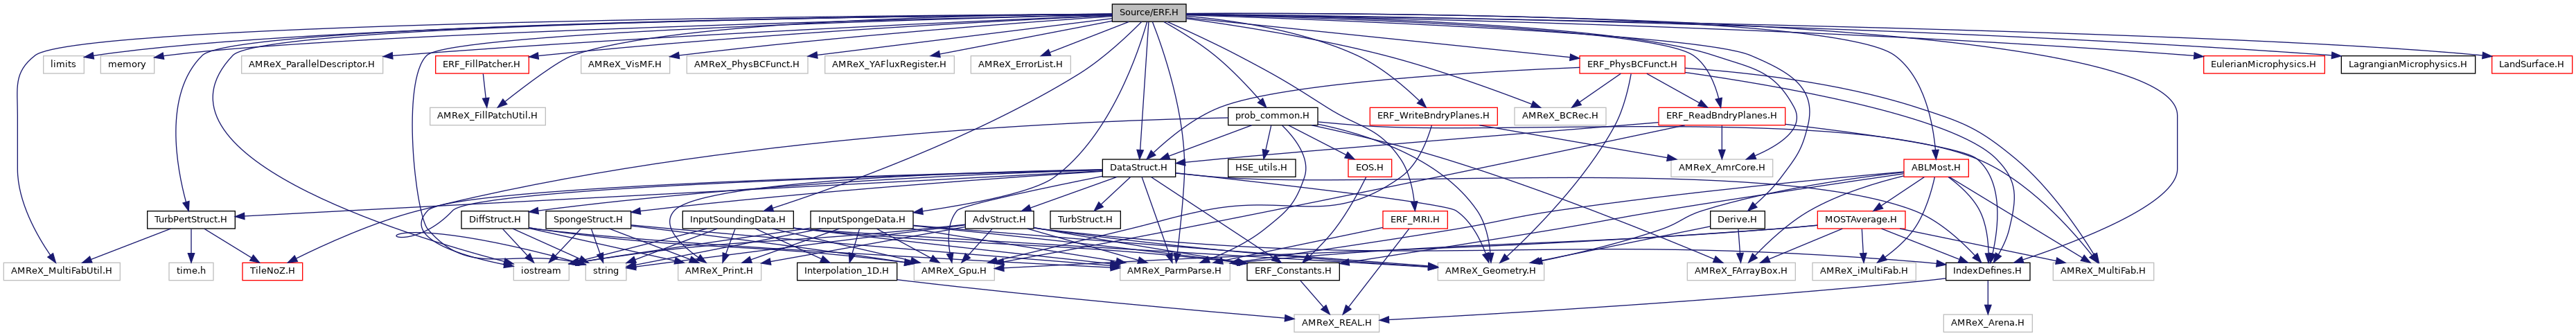 Source/ERF.H
limits
memory
AMReX_ParallelDescriptor.H
ERF_FillPatcher.H
AMReX_VisMF.H
AMReX_PhysBCFunct.H
AMReX_YAFluxRegister.H
AMReX_ErrorList.H
ERF_PhysBCFunct.H
EulerianMicrophysics.H
LagrangianMicrophysics.H
LandSurface.H
AMReX_FillPatchUtil.H
prob_common.H
ERF_WriteBndryPlanes.H
AMReX_BCRec.H
ERF_ReadBndryPlanes.H
DataStruct.H
HSE_utils.H
EOS.H
AMReX_AmrCore.H
ABLMost.H
TurbPertStruct.H
DiffStruct.H
SpongeStruct.H
InputSoundingData.H
InputSpongeData.H
AdvStruct.H
TurbStruct.H
ERF_MRI.H
Derive.H
MOSTAverage.H
AMReX_MultiFabUtil.H
time.h
TileNoZ.H
iostream
string
AMReX_Print.H
Interpolation_1D.H
AMReX_Gpu.H
AMReX_ParmParse.H
ERF_Constants.H
AMReX_Geometry.H
AMReX_FArrayBox.H
AMReX_iMultiFab.H
IndexDefines.H
AMReX_MultiFab.H
AMReX_REAL.H
AMReX_Arena.H